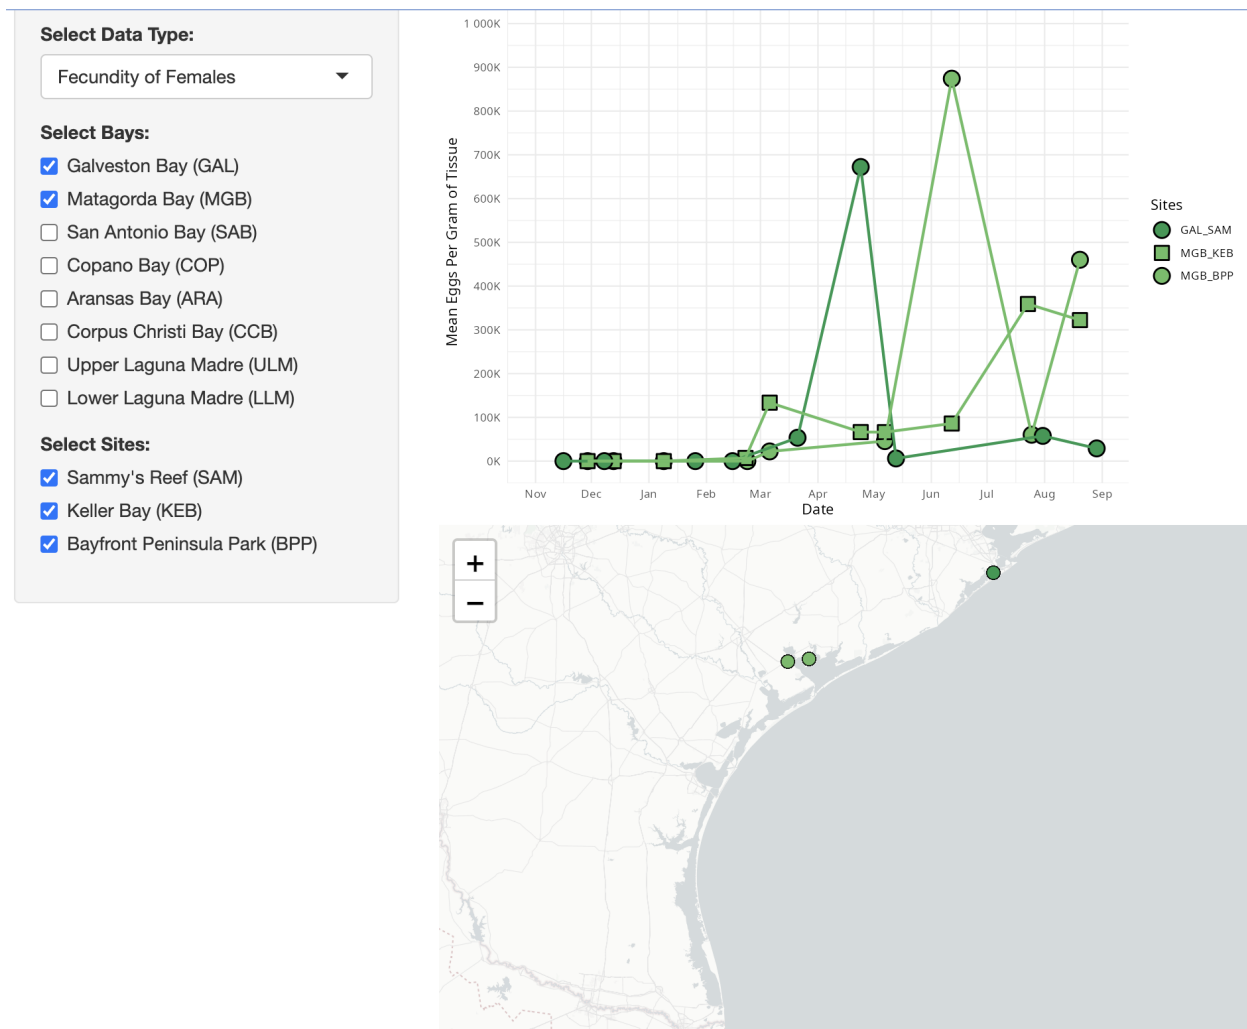 Select Data Type:
Fecundity of Females
Select Bays:
Galveston Bay (GAL)
Matagorda Bay (MGB)
San Antonio Bay (SAB)
Copano Bay (COP)
Aransas Bay (ARA)
Corpus Christi Bay (CCB)
Upper Laguna Madre (ULM)
Lower Laguna Madre (LLM)
Select Sites:
Sammy's Reef (SAM)
Keller Bay (KEB)
Bayfront Peninsula Park (BPP)
Mean Eggs Per Gram of Tissue
1 000K
900K
800K
700K
600K
500K
400K
300K
200K
100K
0K
Nov Dec Jan Feb Mar Apr May Jun Jul Aug Sep
Date
Sites
GAL_SAM
MGB_KEB
MGB_BPP
+
−